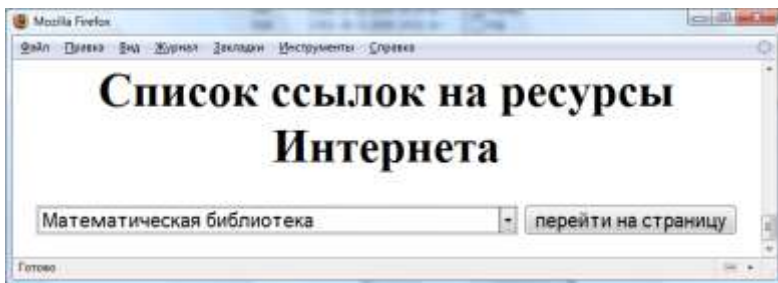 Mozilla Firefox
Файл Правка Вид Журнал Закладки Инструменты Справка
Список ссылок на ресурсы
Интернета
Математическая библиотека
перейти на страницу
Готово